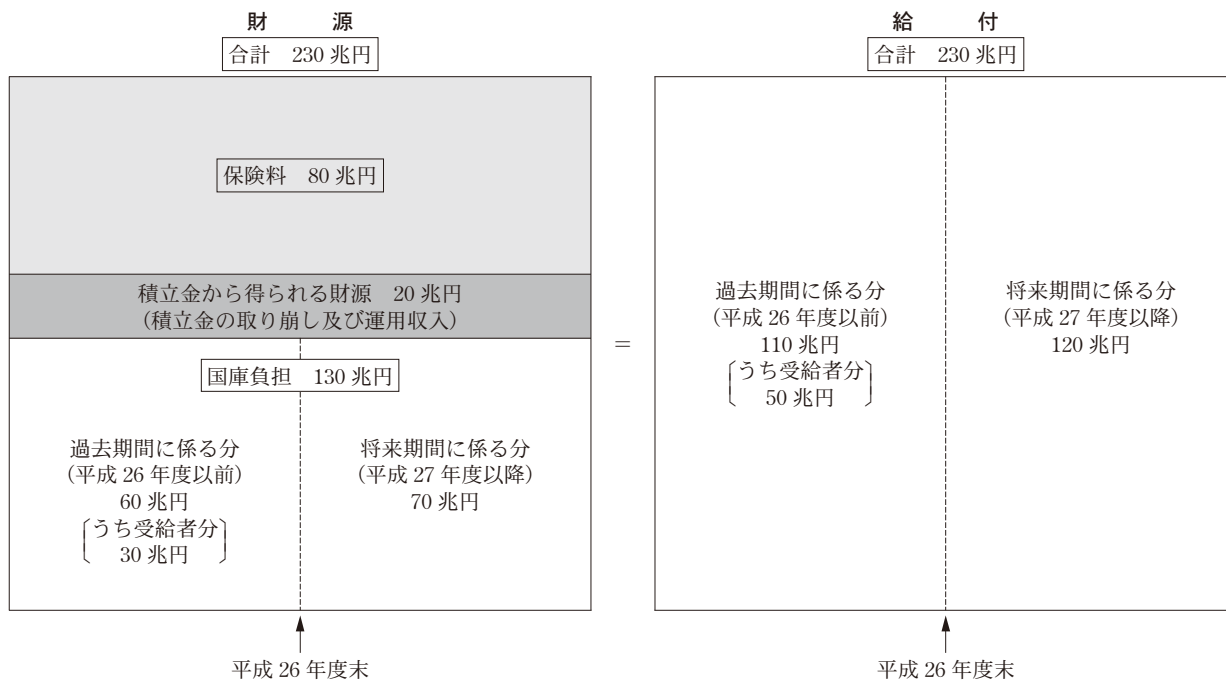 財　源
合計　230 兆円
保険料　80 兆円
積立金から得られる財源　20 兆円
（積立金の取り崩し及び運用収入）
国庫負担　130 兆円
過去期間に係る分
（平成 26 年度以前）
60 兆円
〔うち受給者分〕
30 兆円
将来期間に係る分
（平成 27 年度以降）
70 兆円
平成 26 年度末
＝
給　付
合計　230 兆円
過去期間に係る分
（平成 26 年度以前）
110 兆円
〔うち受給者分〕
50 兆円
将来期間に係る分
（平成 27 年度以降）
120 兆円
平成 26 年度末